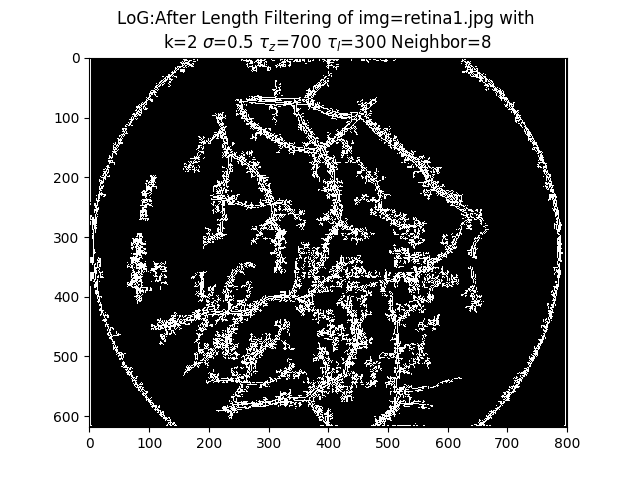 LoG:After Length Filtering of img=retina1.jpg with
k=2 σ=0.5 τz=700 τl=300 Neighbor=8
0
100
200
300
400
500
600
0 100 200 300 400 500 600 700 800